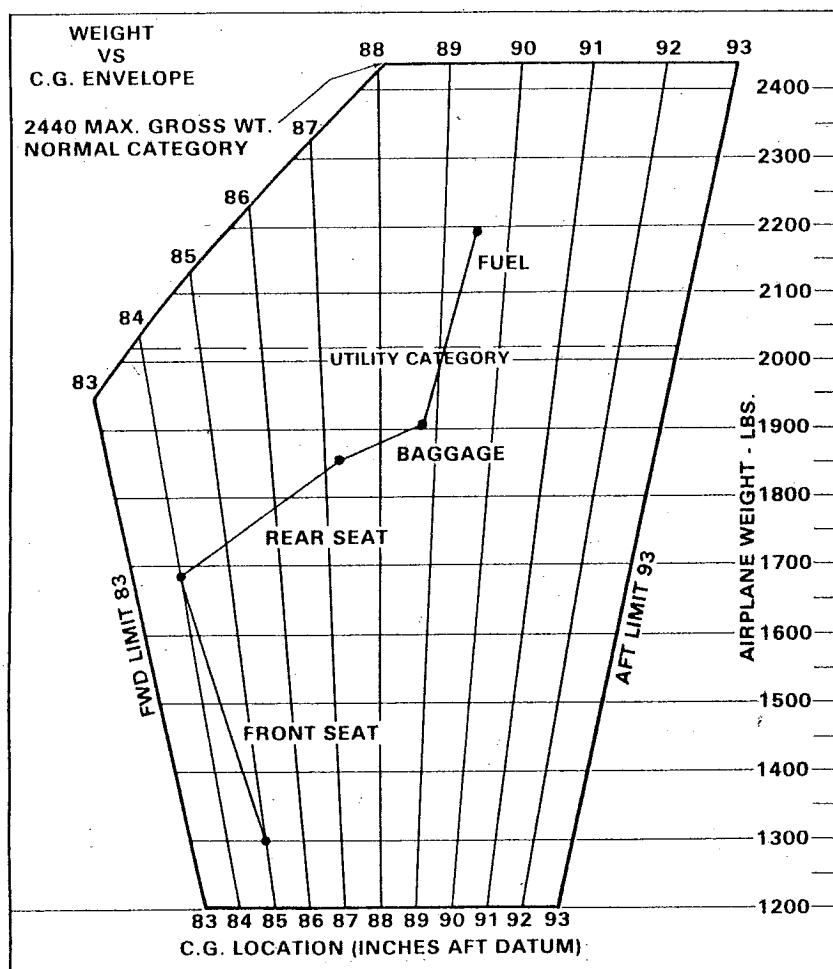 WEIGHT
VS
C.G. ENVELOPE
2440 MAX. GROSS WT.
NORMAL CATEGORY
88 89 90 91 92 93
87
86
85
84
83
2400
2300
2200
2100
2000
1900
1800
1700
1600
1500
1400
1300
1200
FUEL
UTILITY CATEGORY
BAGGAGE
REAR SEAT
FRONT SEAT
FWD LIMIT 83
AFT LIMIT 93
AIRPLANE WEIGHT - LBS.
83 84 85 86 87 88 89 90 91 92 93
C.G. LOCATION (INCHES AFT DATUM)